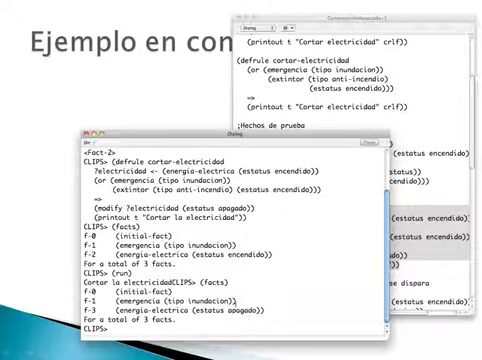 Ejemplo en con
(printout t "Cortar electricidad" crlf)
(defrule cortar-electricidad
(or (emergencia (tipo inundacion))
(extintor (tipo anti-incendio)
(estatus encendido)))
=>
(printout t "Cortar electricidad" crlf)
;Hechos de prueba
(estatus encendido)
(estatus encendido)
(estatus encendido)
se dispara
(estatus encendido)
Dialog
Dir: /
Pause
<Fact-2>
CLIPS> (defrule cortar-electricidad
?electricidad <- (energia-electrica (estatus encendido))
(or (emergencia (tipo inundacion))
(extintor (tipo anti-incendio) (estatus encendido)))
=>
(modify ?electricidad (estatus apagado))
(printout t "Cortar la electricidad"))
CLIPS> (facts)
f-0 (initial-fact)
f-1 (emergencia (tipo inundacion))
f-2 (energia-electrica (estatus encendido))
For a total of 3 facts.
CLIPS> (run)
Cortar la electricidadCLIPS> (facts)
f-0 (initial-fact)
f-1 (emergencia (tipo inundacion))
f-3 (energia-electrica (estatus apagado))
For a total of 3 facts.
CLIPS>